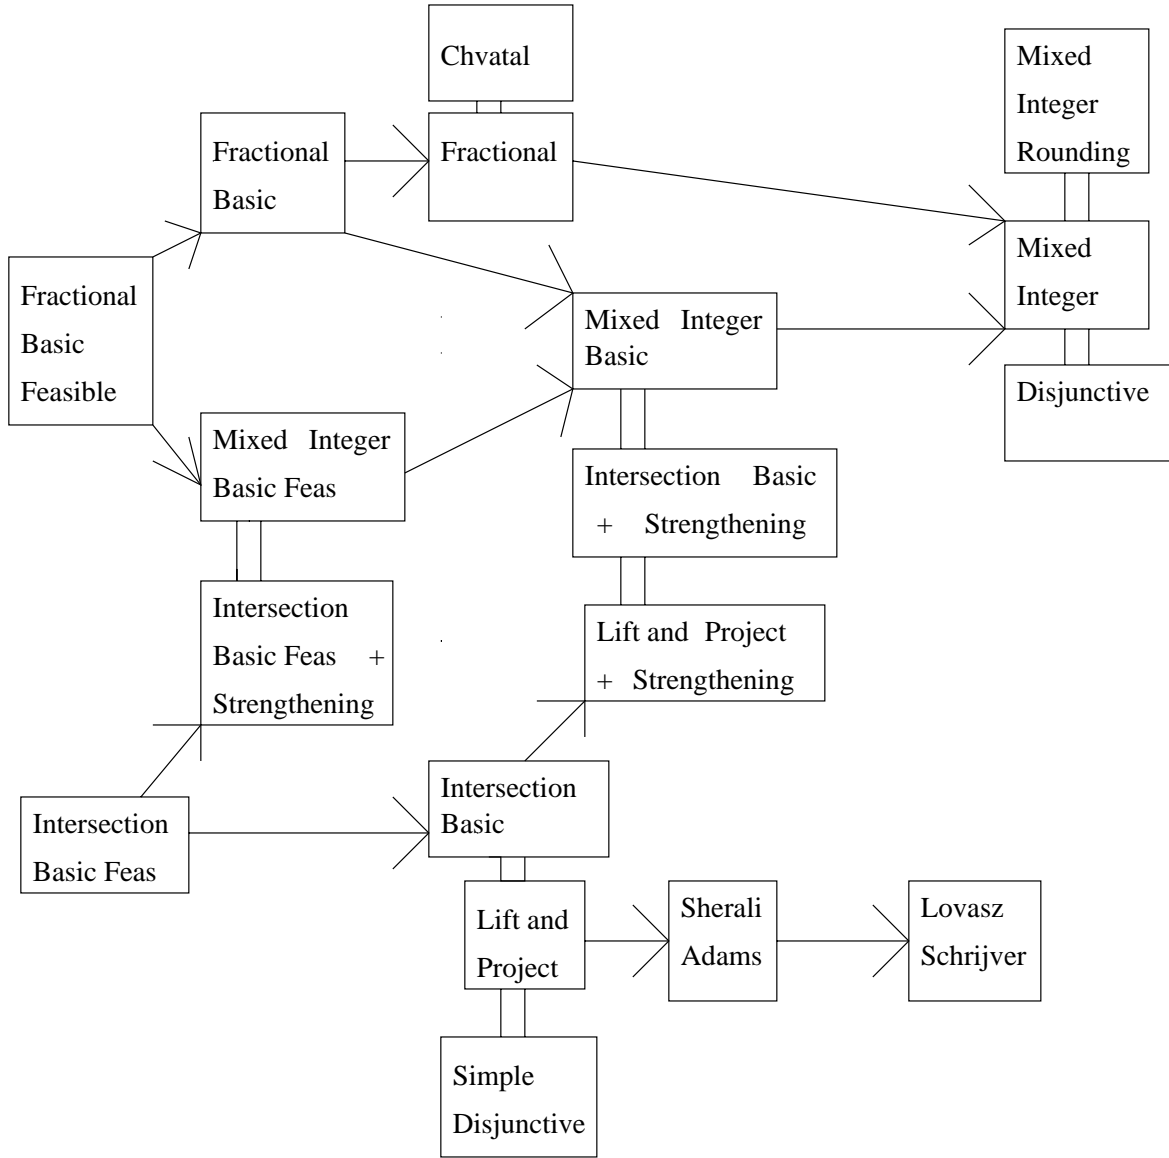 Chvatal
Mixed
Integer
Rounding
Fractional
Basic
Fractional
Mixed
Integer
Fractional
Basic
Feasible
Mixed Integer
Basic
Disjunctive
Mixed Integer
Basic Feas
Intersection Basic
+ Strengthening
Intersection
Basic Feas +
Strengthening
Lift and Project
+ Strengthening
Intersection
Basic Feas
Intersection
Basic
Lift and
Project
Sherali
Adams
Lovasz
Schrijver
Simple
Disjunctive